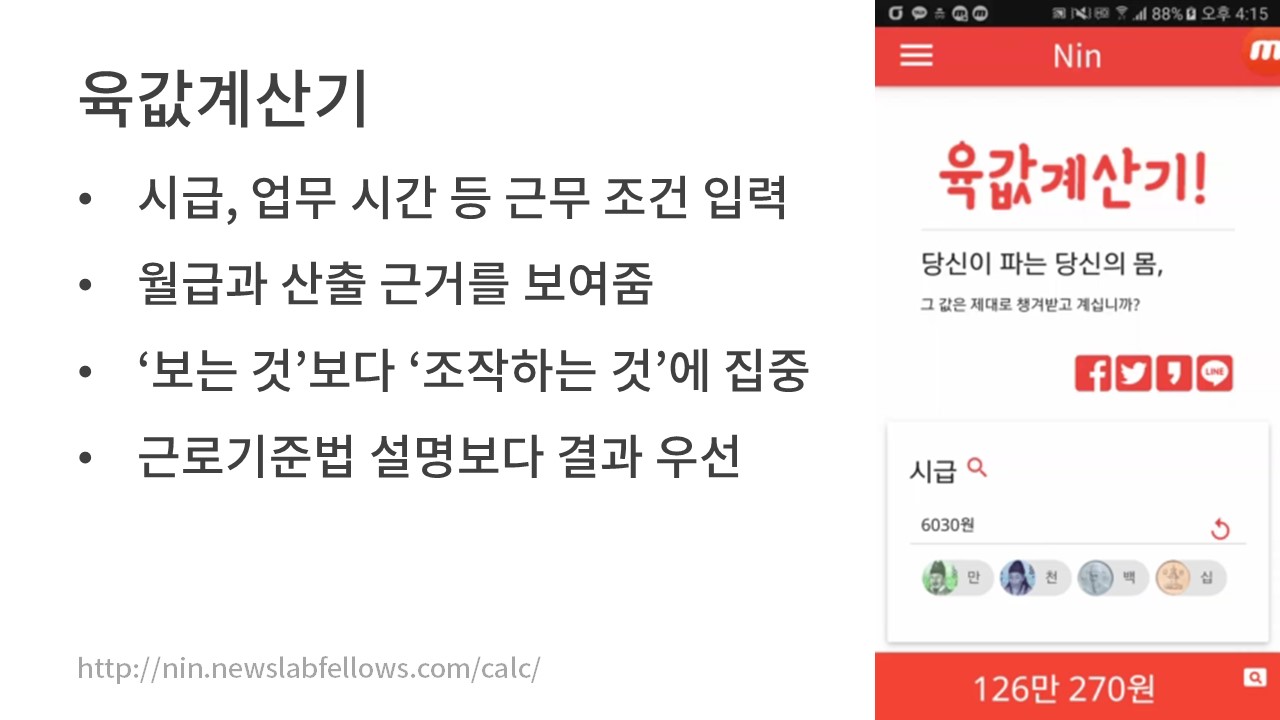 육값계산기
• 시급, 업무 시간 등 근무 조건 입력
• 월급과 산출 근거를 보여줌
• ‘보는 것’보다 ‘조작하는 것’에 집중
• 근로기준법 설명보다 결과 우선
http://nin.newslabfellows.com/calc/
88% 오후 4:15
Nin
m
육값계산기!
당신이 파는 당신의 몸,
그 값은 제대로 챙겨받고 계십니까?
LINE
시급
6030원
만 천 백 십
126만 270원